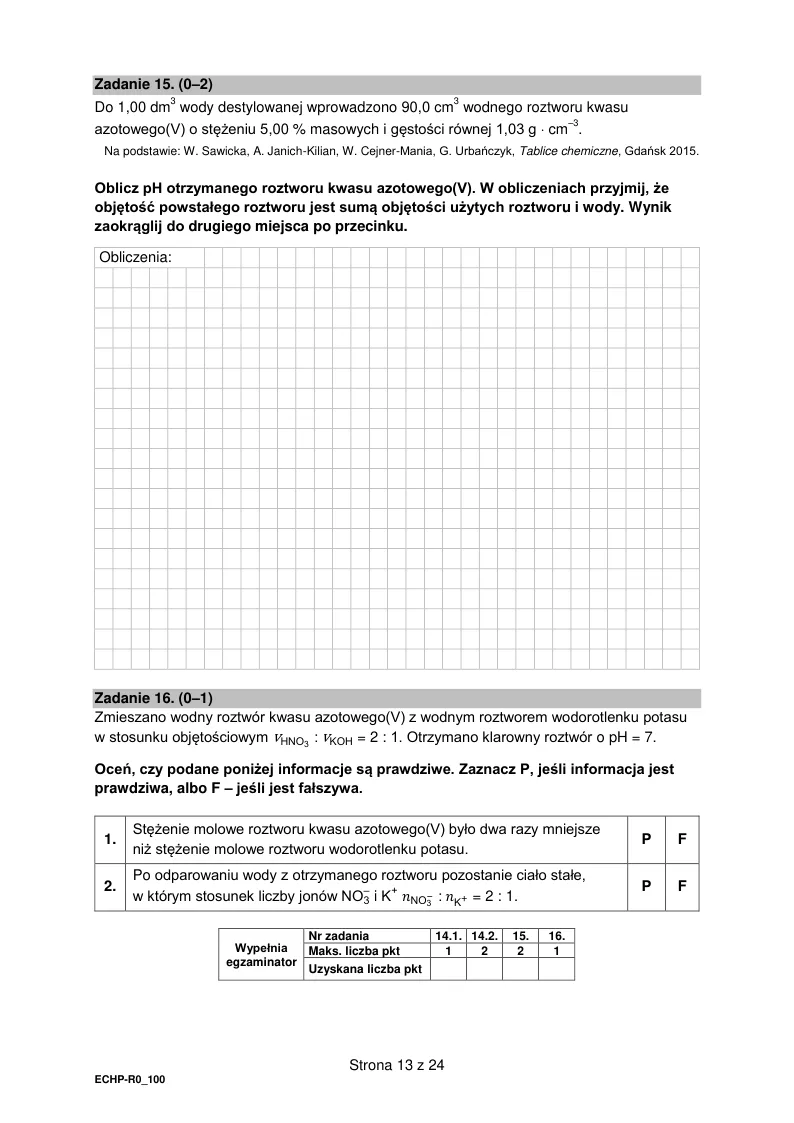 Zadanie 15. (0–2)
Do 1,00 dm³ wody destylowanej wprowadzono 90,0 cm³ wodnego roztworu kwasu
azotowego(V) o stężeniu 5,00 % masowych i gęstości równej 1,03 g · cm⁻³.
Na podstawie: W. Sawicka, A. Janich-Kilian, W. Cejner-Mania, G. Urbańczyk, Tablice chemiczne, Gdańsk 2015.
Oblicz pH otrzymanego roztworu kwasu azotowego(V). W obliczeniach przyjmij, że
objętość powstałego roztworu jest sumą objętości użytych roztworu i wody. Wynik
zaokrąglij do drugiego miejsca po przecinku.
Obliczenia:
Zadanie 16. (0–1)
Zmieszano wodny roztwór kwasu azotowego(V) z wodnym roztworem wodorotlenku potasu
w stosunku objętościowym v_HNO₃ : v_KOH = 2 : 1. Otrzymano klarowny roztwór o pH = 7.
Oceń, czy podane poniżej informacje są prawdziwe. Zaznacz P, jeśli informacja jest
prawdziwa, albo F – jeśli jest fałszywa.
1. Stężenie molowe roztworu kwasu azotowego(V) było dwa razy mniejsze
niż stężenie molowe roztworu wodorotlenku potasu. P F
2. Po odparowaniu wody z otrzymanego roztworu pozostanie ciało stałe,
w którym stosunek liczby jonów NO₃⁻ i K⁺ n_NO₃⁻ : n_K⁺ = 2 : 1. P F
Wypełnia
egzaminator
Nr zadania 14.1. 14.2. 15. 16.
Maks. liczba pkt 1 2 2 1
Uzyskana liczba pkt
Strona 13 z 24
ECHP-R0_100